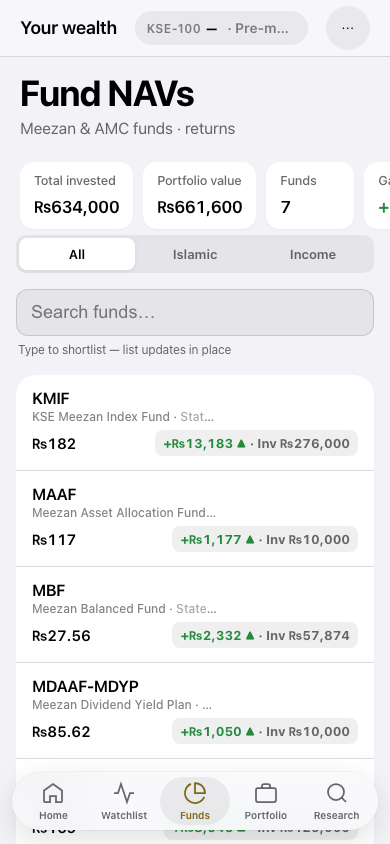 Your wealth KSE-100 — · Pre-m... ...
Fund NAVs
Meezan & AMC funds · returns
Total invested Portfolio value Funds
₨634,000 ₨661,600 7 +
All Islamic Income
Search funds...
Type to shortlist — list updates in place
KMIF
KSE Meezan Index Fund · Stat...
₨182 +₨13,183 ▲ · Inv ₨276,000
MAAF
Meezan Asset Allocation Fund...
₨117 +₨1,177 ▲ · Inv ₨10,000
MBF
Meezan Balanced Fund · State...
₨27.56 +₨2,332 ▲ · Inv ₨57,874
MDAAF-MDYP
Meezan Dividend Yield Plan · ...
₨85.62 +₨1,050 ▲ · Inv ₨10,000
Home Watchlist Funds Portfolio Research